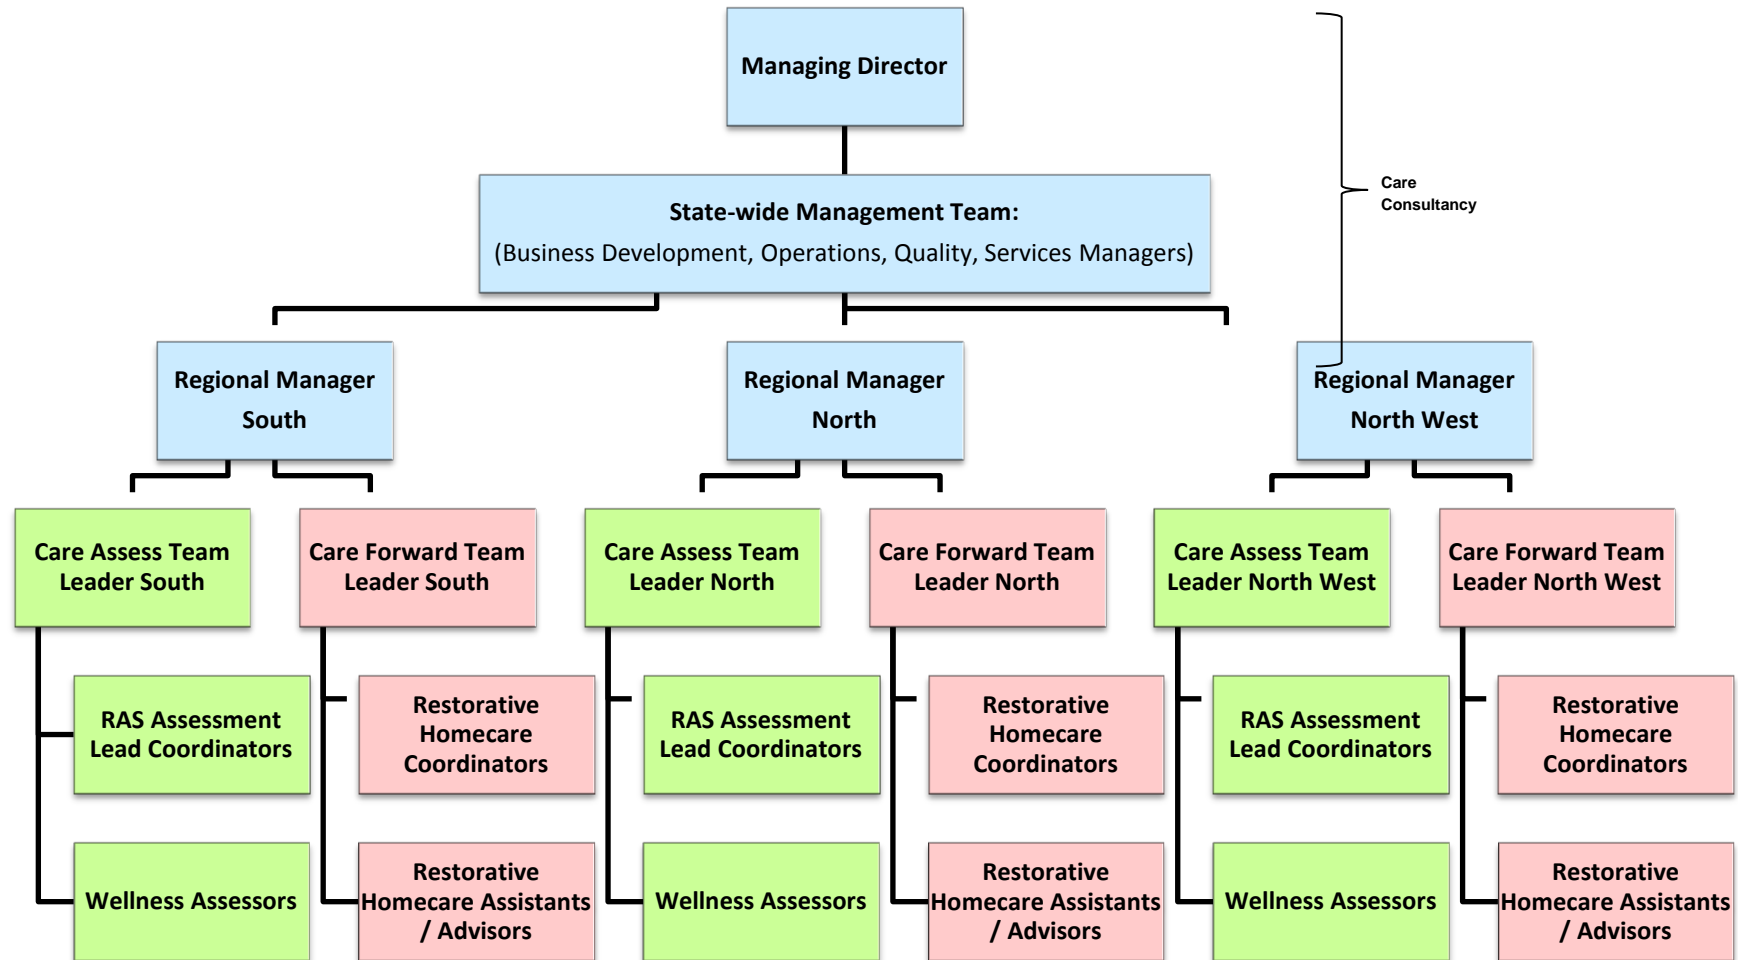 Managing Director
Care
Consultancy
State-wide Management Team:
(Business Development, Operations, Quality, Services Managers)
Regional Manager
South
Regional Manager
North
Regional Manager
North West
Care Assess Team
Leader South
Care Forward Team
Leader South
Care Assess Team
Leader North
Care Forward Team
Leader North
Care Assess Team
Leader North West
Care Forward Team
Leader North West
RAS Assessment
Lead Coordinators
Restorative
Homecare
Coordinators
RAS Assessment
Lead Coordinators
Restorative
Homecare
Coordinators
RAS Assessment
Lead Coordinators
Restorative
Homecare
Coordinators
Wellness Assessors
Restorative
Homecare Assistants
/ Advisors
Wellness Assessors
Restorative
Homecare Assistants
/ Advisors
Wellness Assessors
Restorative
Homecare Assistants
/ Advisors